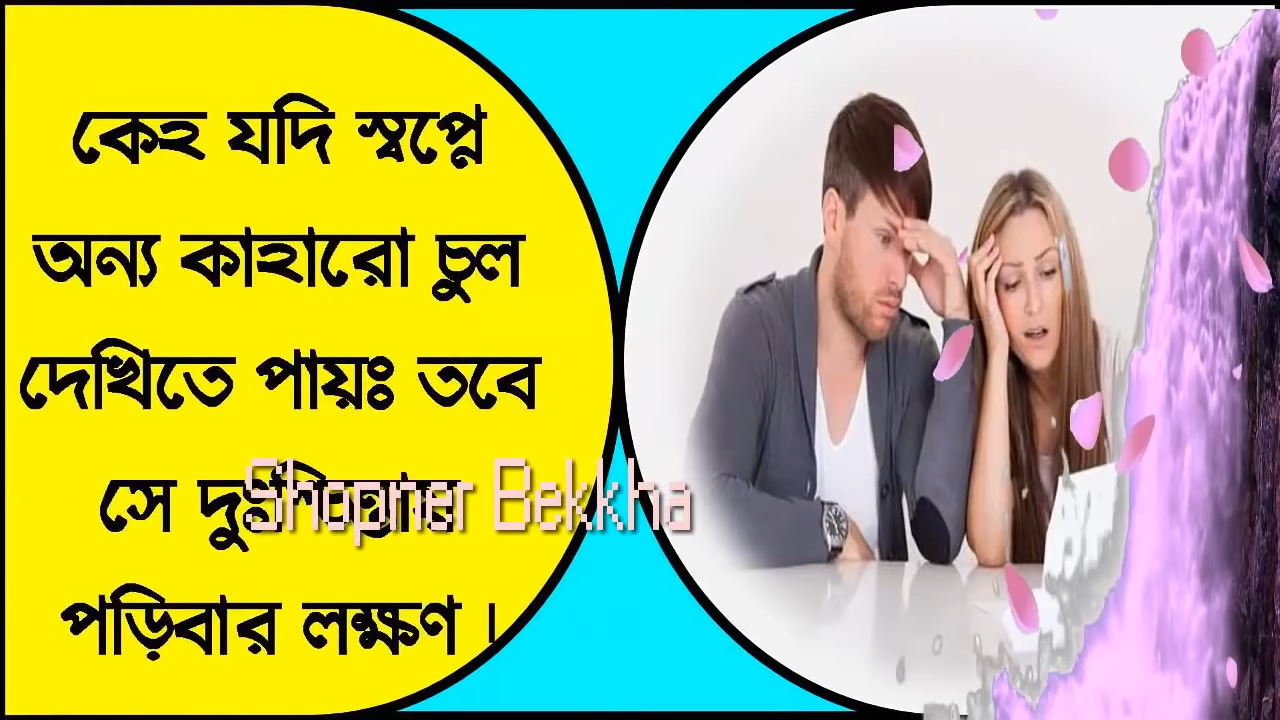 কেহ যদি স্বপ্নে
অন্য কাহারো চুল
দেখিতে পায়ঃ তবে
সে
পড়িবার লক্ষণ ।
Shopner Bekkha